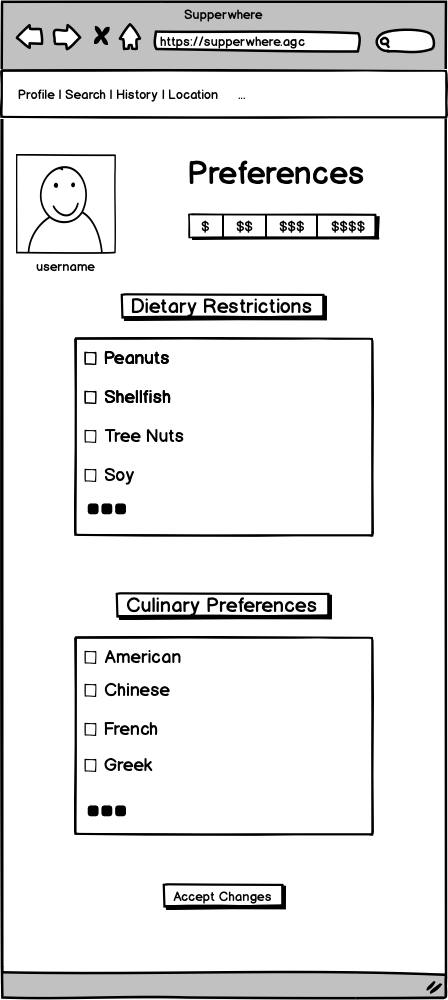 Supperwhere
https://supperwhere.agc
Profile | Search | History | Location ...
Preferences
$ $$ $$$ $$$$
username
Dietary Restrictions
Peanuts
Shellfish
Tree Nuts
Soy
Culinary Preferences
American
Chinese
French
Greek
Accept Changes